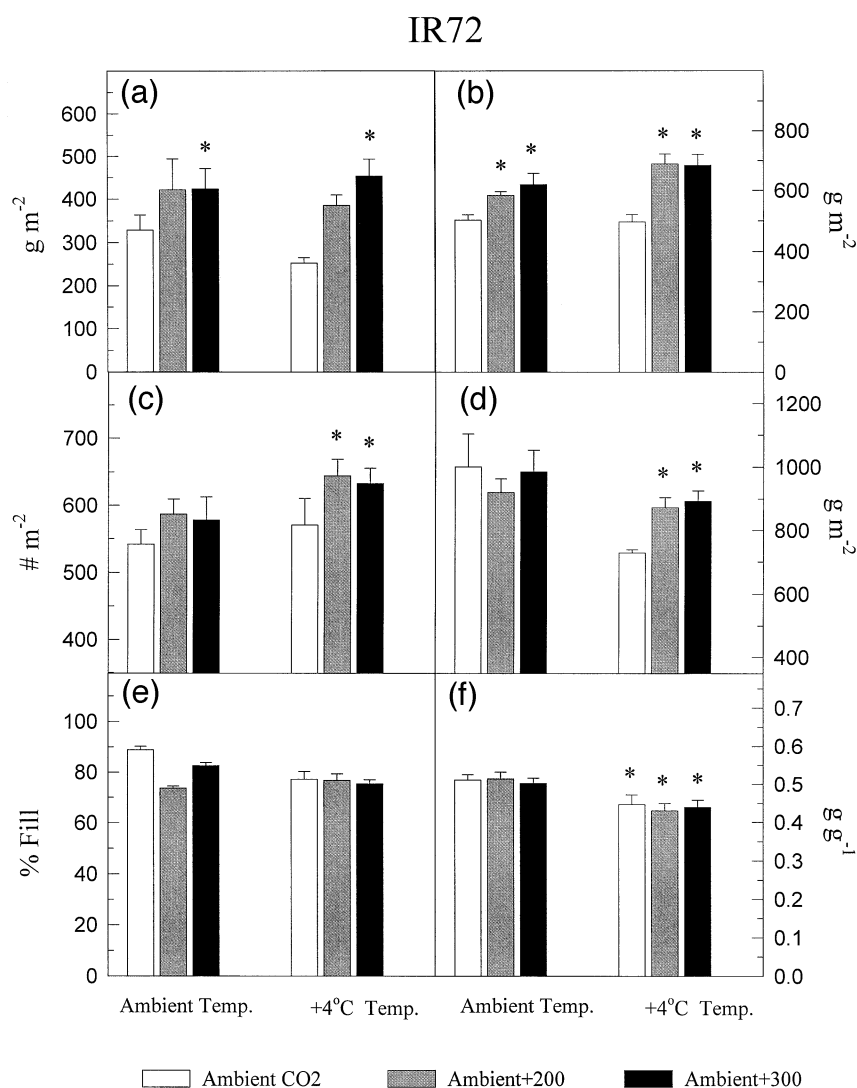 IR72
(a)
(b)
600
500
400
300
200
100
0
g m-2
* *
* * * *
800
600
400
200
0
g m-2
(c)
(d)
700
600
500
400
# m-2
* *
* *
1200
1000
800
600
400
g m-2
(e)
(f)
100
80
60
40
20
0
% Fill
* * *
0.7
0.6
0.5
0.4
0.3
0.2
0.1
0.0
g g-1
Ambient Temp. +4°C Temp. Ambient Temp. +4°C Temp.
Ambient CO2 Ambient+200 Ambient+300